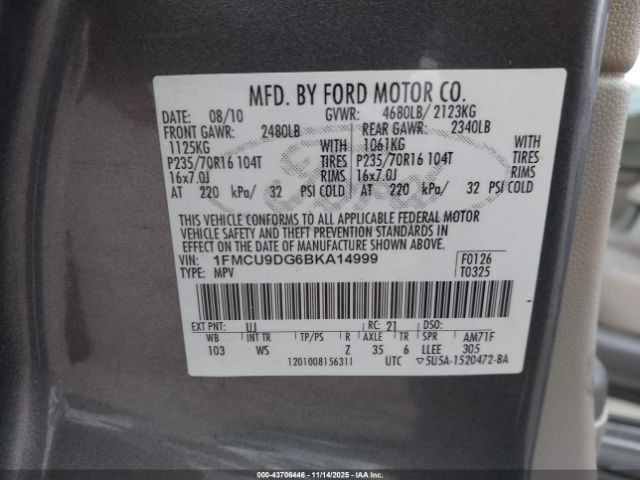 MFD. BY FORD MOTOR CO.
DATE: 08/10 GVWR: 4680LB/ 2123KG
FRONT GAWR: 2480LB REAR GAWR: 2340LB
1125KG WITH 1061KG WITH
P235/70R16 104T TIRES P235/70R16 104T TIRES
16x7.0J RIMS 16x7.0J RIMS
AT 220 kPa/ 32 PSI COLD AT 220 kPa/ 32 PSI COLD
THIS VEHICLE CONFORMS TO ALL APPLICABLE FEDERAL MOTOR
VEHICLE SAFETY AND THEFT PREVENTION STANDARDS IN
EFFECT ON THE DATE OF MANUFACTURE SHOWN ABOVE.
VIN: 1FMCU9DG6BKA14999 F0126
TYPE: MPV T0325
EXT PNT: UJ RC: 21 DSO:
WB INT TR TP/PS R AXLE TR SPR AM71F
103 WS Z 35 6 LLEE 305
1201008156311 UTC ▽5U5A-1520472-BA
Ford
000-43706446 - 11/14/2025 - IAAI.CA